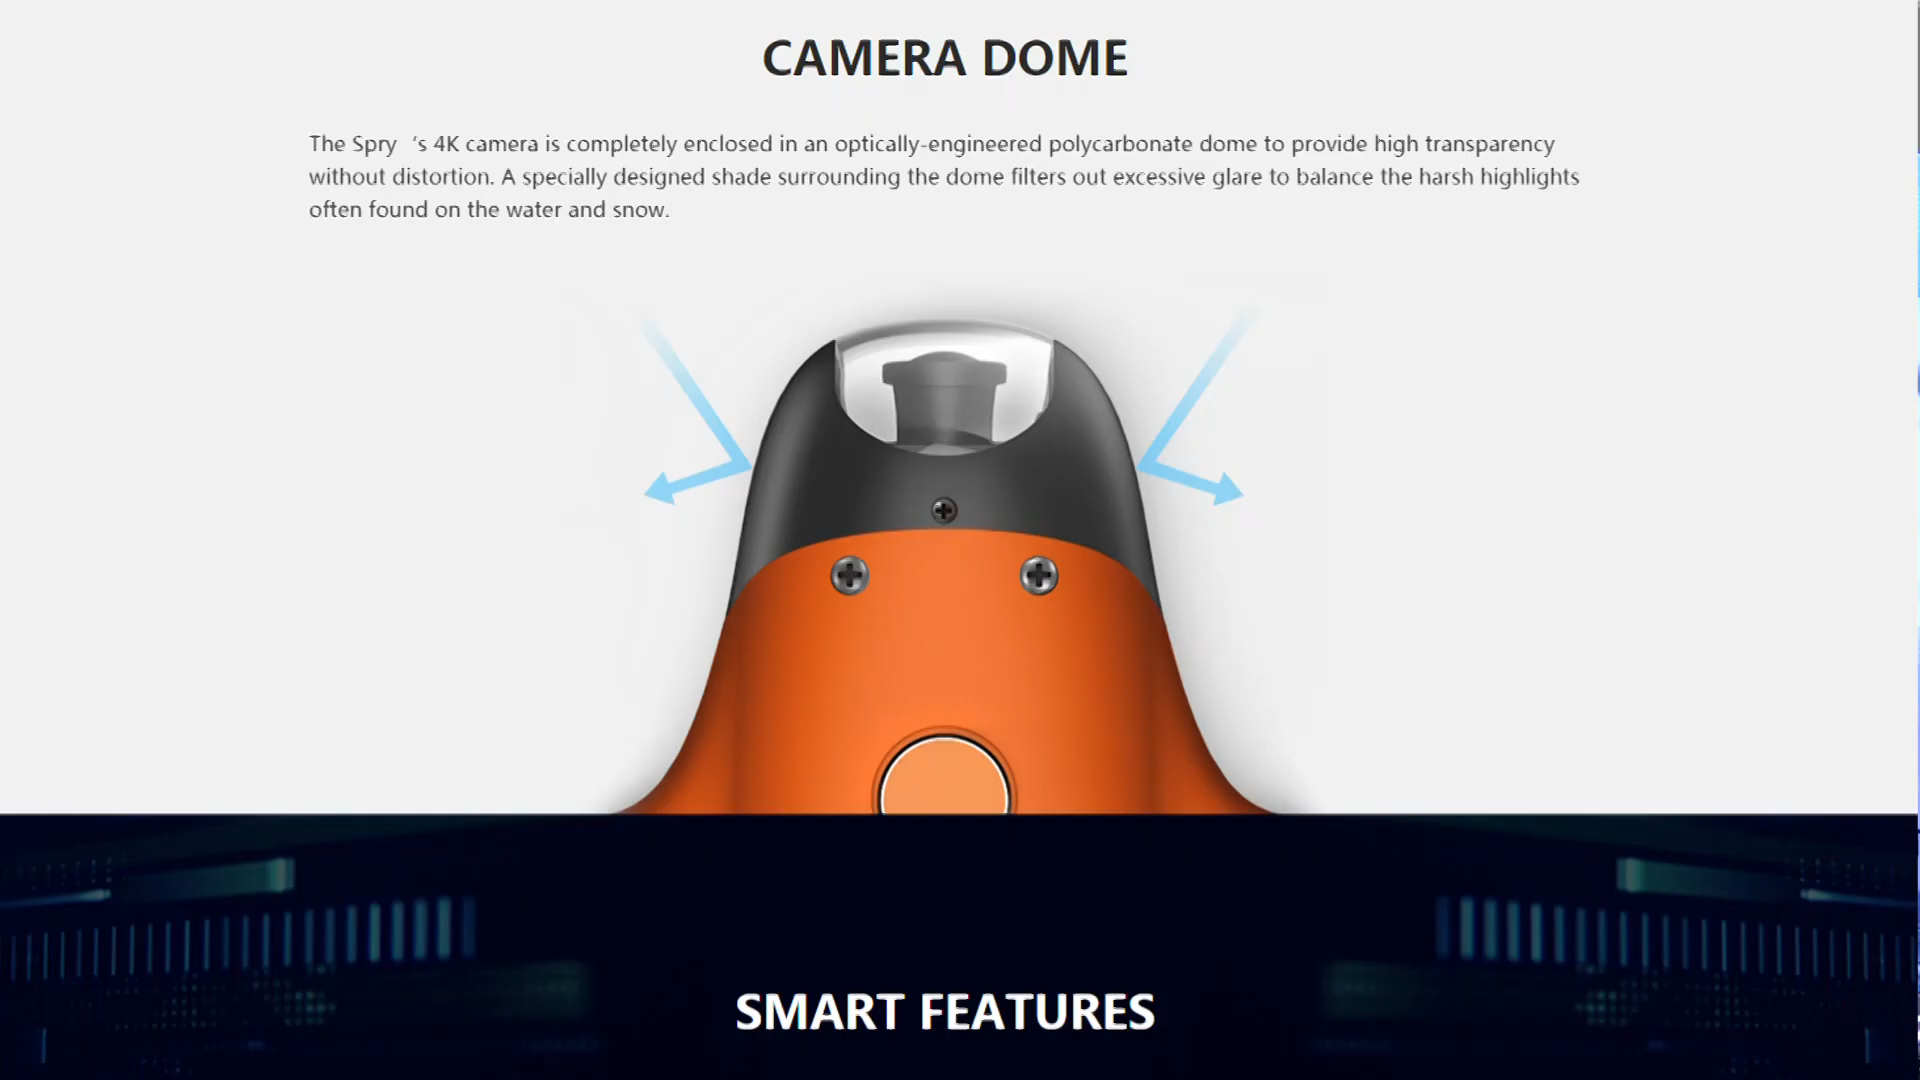 CAMERA DOME
The Spry ‘s 4K camera is completely enclosed in an optically-engineered polycarbonate dome to provide high transparency
without distortion. A specially designed shade surrounding the dome filters out excessive glare to balance the harsh highlights
often found on the water and snow.
SMART FEATURES